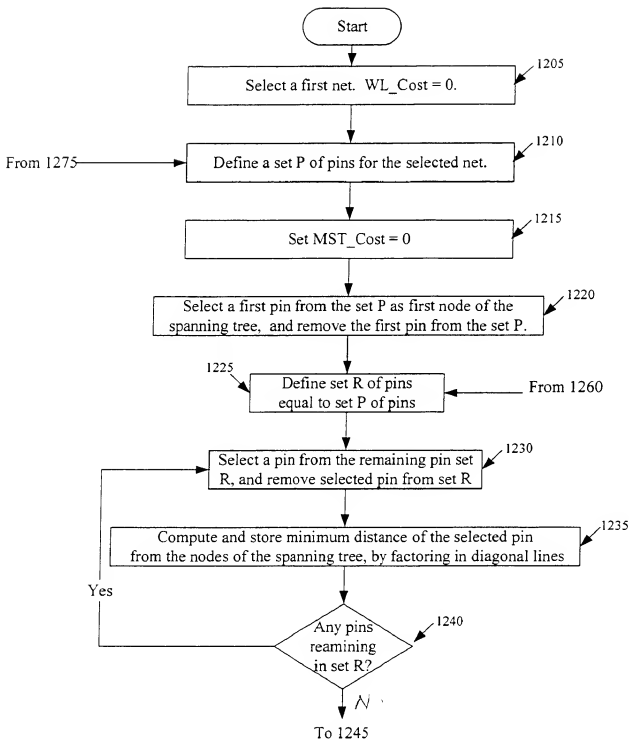 Start
1205
Select a first net. WL_Cost = 0.
1210
From 1275
Define a set P of pins for the selected net.
1215
Set MST_Cost = 0
1220
Select a first pin from the set P as first node of the
spanning tree, and remove the first pin from the set P.
1225
Define set R of pins
equal to set P of pins
From 1260
1230
Select a pin from the remaining pin set
R, and remove selected pin from set R
1235
Compute and store minimum distance of the selected pin
from the nodes of the spanning tree, by factoring in diagonal lines
Yes
1240
Any pins
reamining
in set R?
N
To 1245